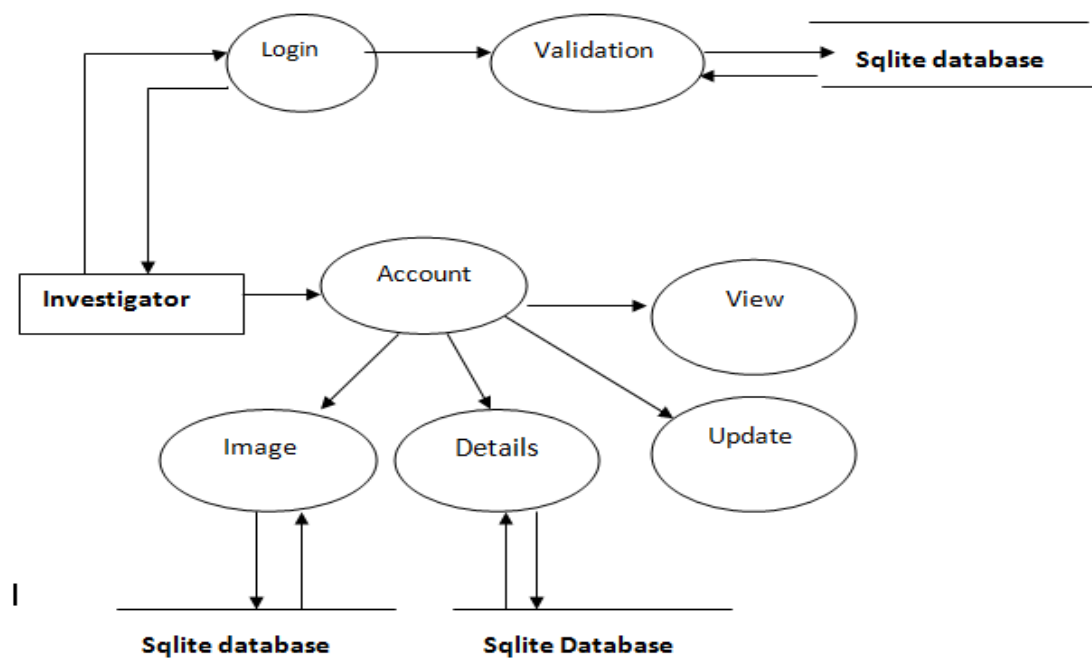 Login
Validation
Sqlite database
Account
Investigator
View
Image
Details
Update
I
Sqlite database
Sqlite Database